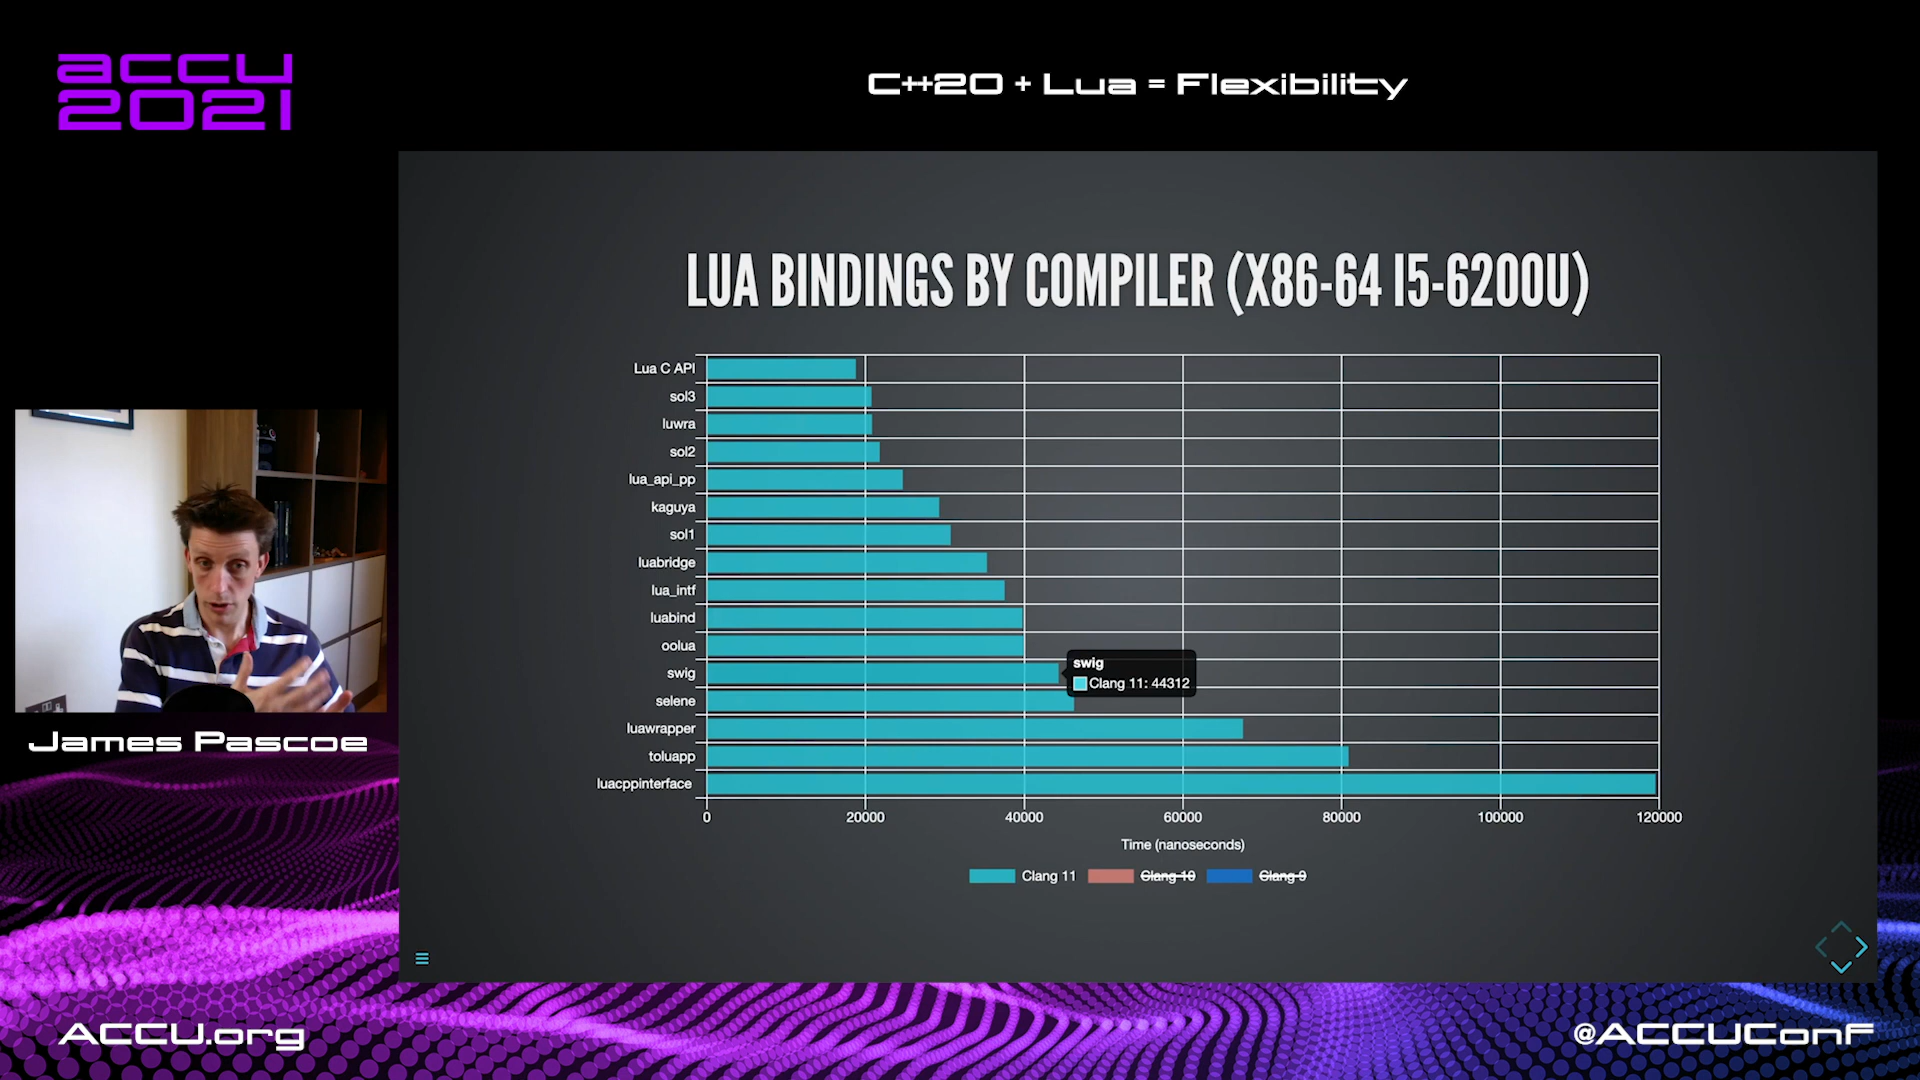 accu
2021
C++20 + Lua = Flexibility
LUA BINDINGS BY COMPILER (X86-64 I5-6200U)
Lua C API
sol3
luwra
sol2
lua_api_pp
kaguya
sol1
luabridge
lua_intf
luabind
oolua
swig
selene
luawrapper
toluapp
luacppinterface
swig
Clang 11: 44312
0 20000 40000 60000 80000 100000 120000
Time (nanoseconds)
Clang 11 Clang 10 Clang 9
James Pascoe
ACCU.org
@ACCUConf